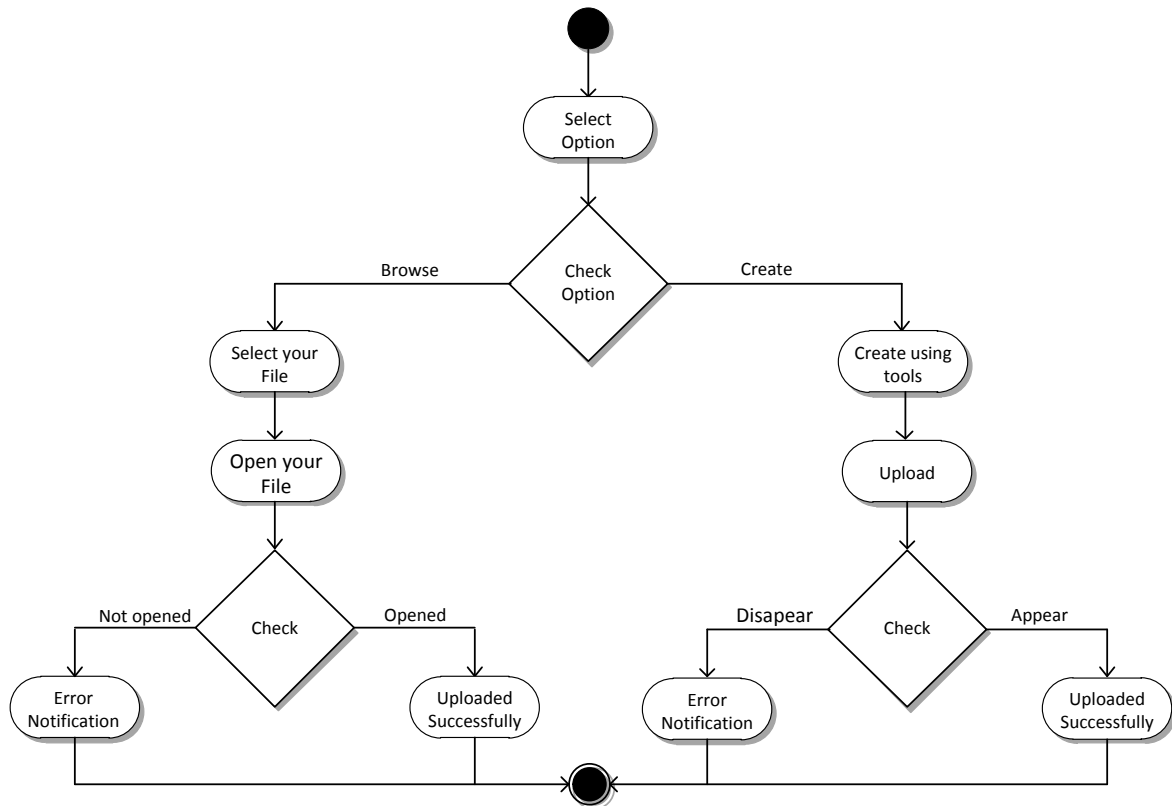 Select
Option
Check
Option
Browse
Create
Select your
File
Create using
tools
Open your
File
Upload
Not opened
Check
Opened
Disapear
Check
Appear
Error
Notification
Uploaded
Successfully
Error
Notification
Uploaded
Successfully